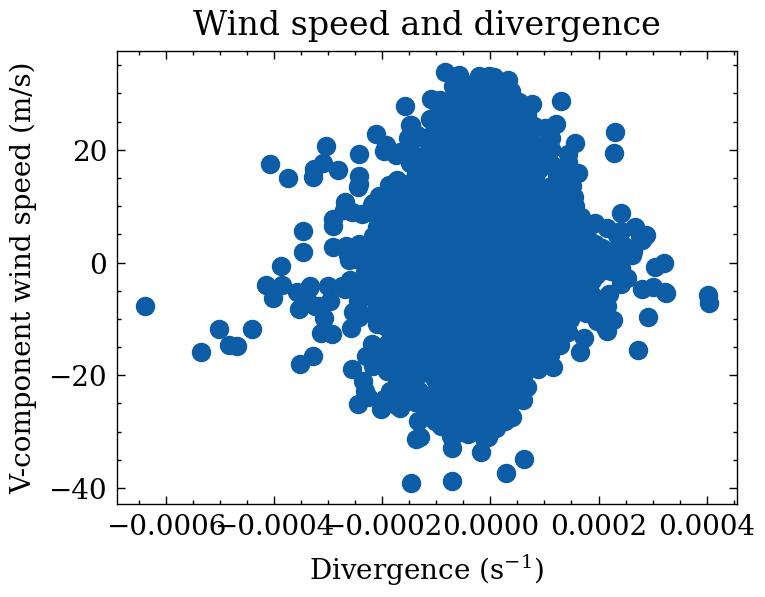 Wind speed and divergence
V-component wind speed (m/s)
20
0
−20
−40
−0.0006 −0.0004 −0.0002 0.0000 0.0002 0.0004
Divergence (s⁻¹)